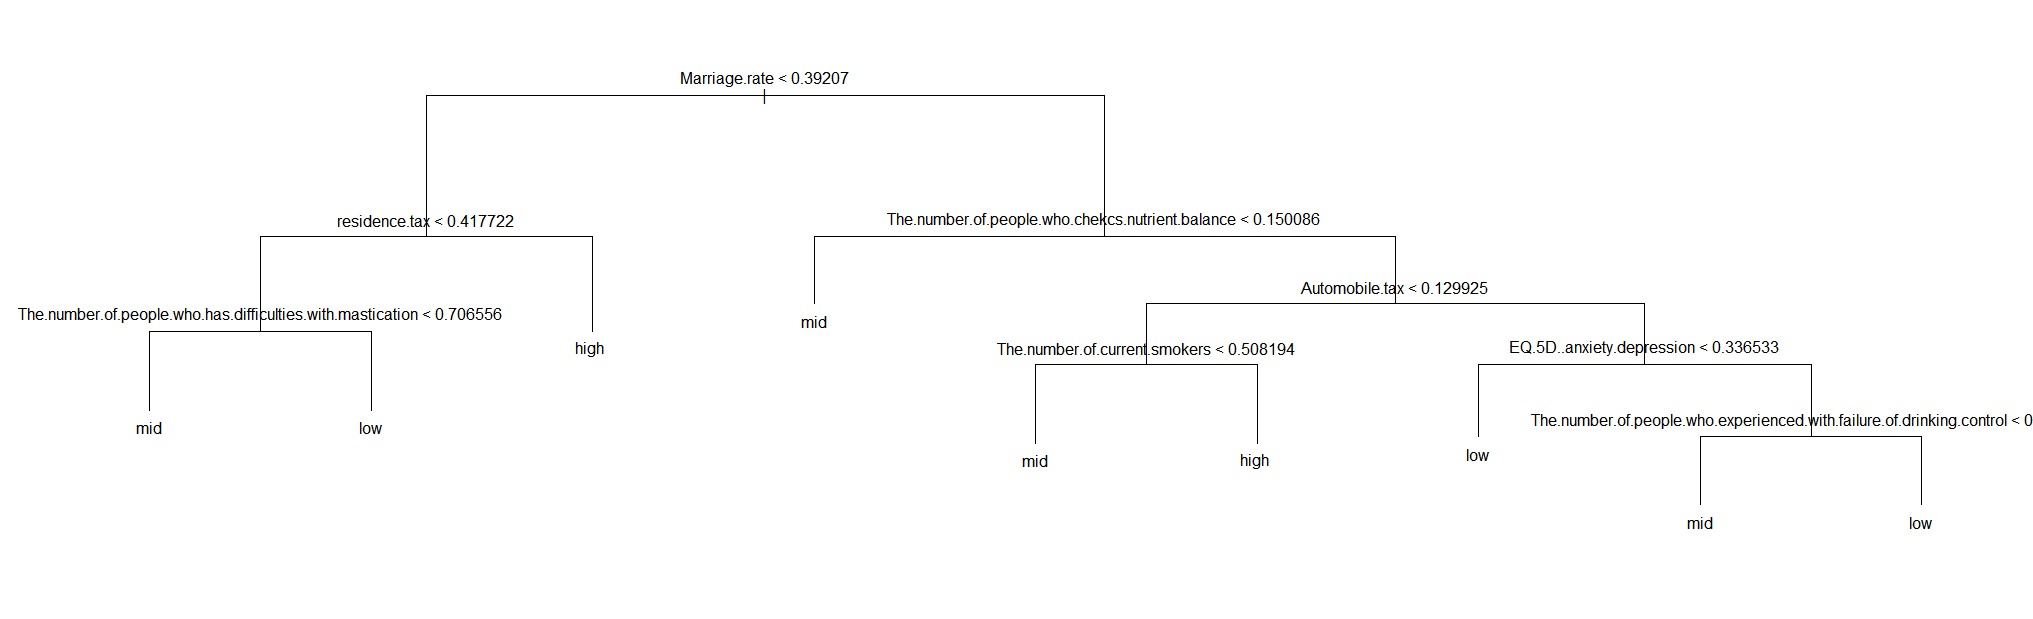 Marriage.rate < 0.39207
residence.tax < 0.417722
The.number.of.people.who.chekcs.nutrient.balance < 0.150086
Automobile.tax < 0.129925
The.number.of.people.who.has.difficulties.with.mastication < 0.706556
mid
high
The.number.of.current.smokers < 0.508194
EQ.5D..anxiety.depression < 0.336533
The.number.of.people.who.experienced.with.failure.of.drinking.control < 0
mid
low
mid
high
low
mid
low